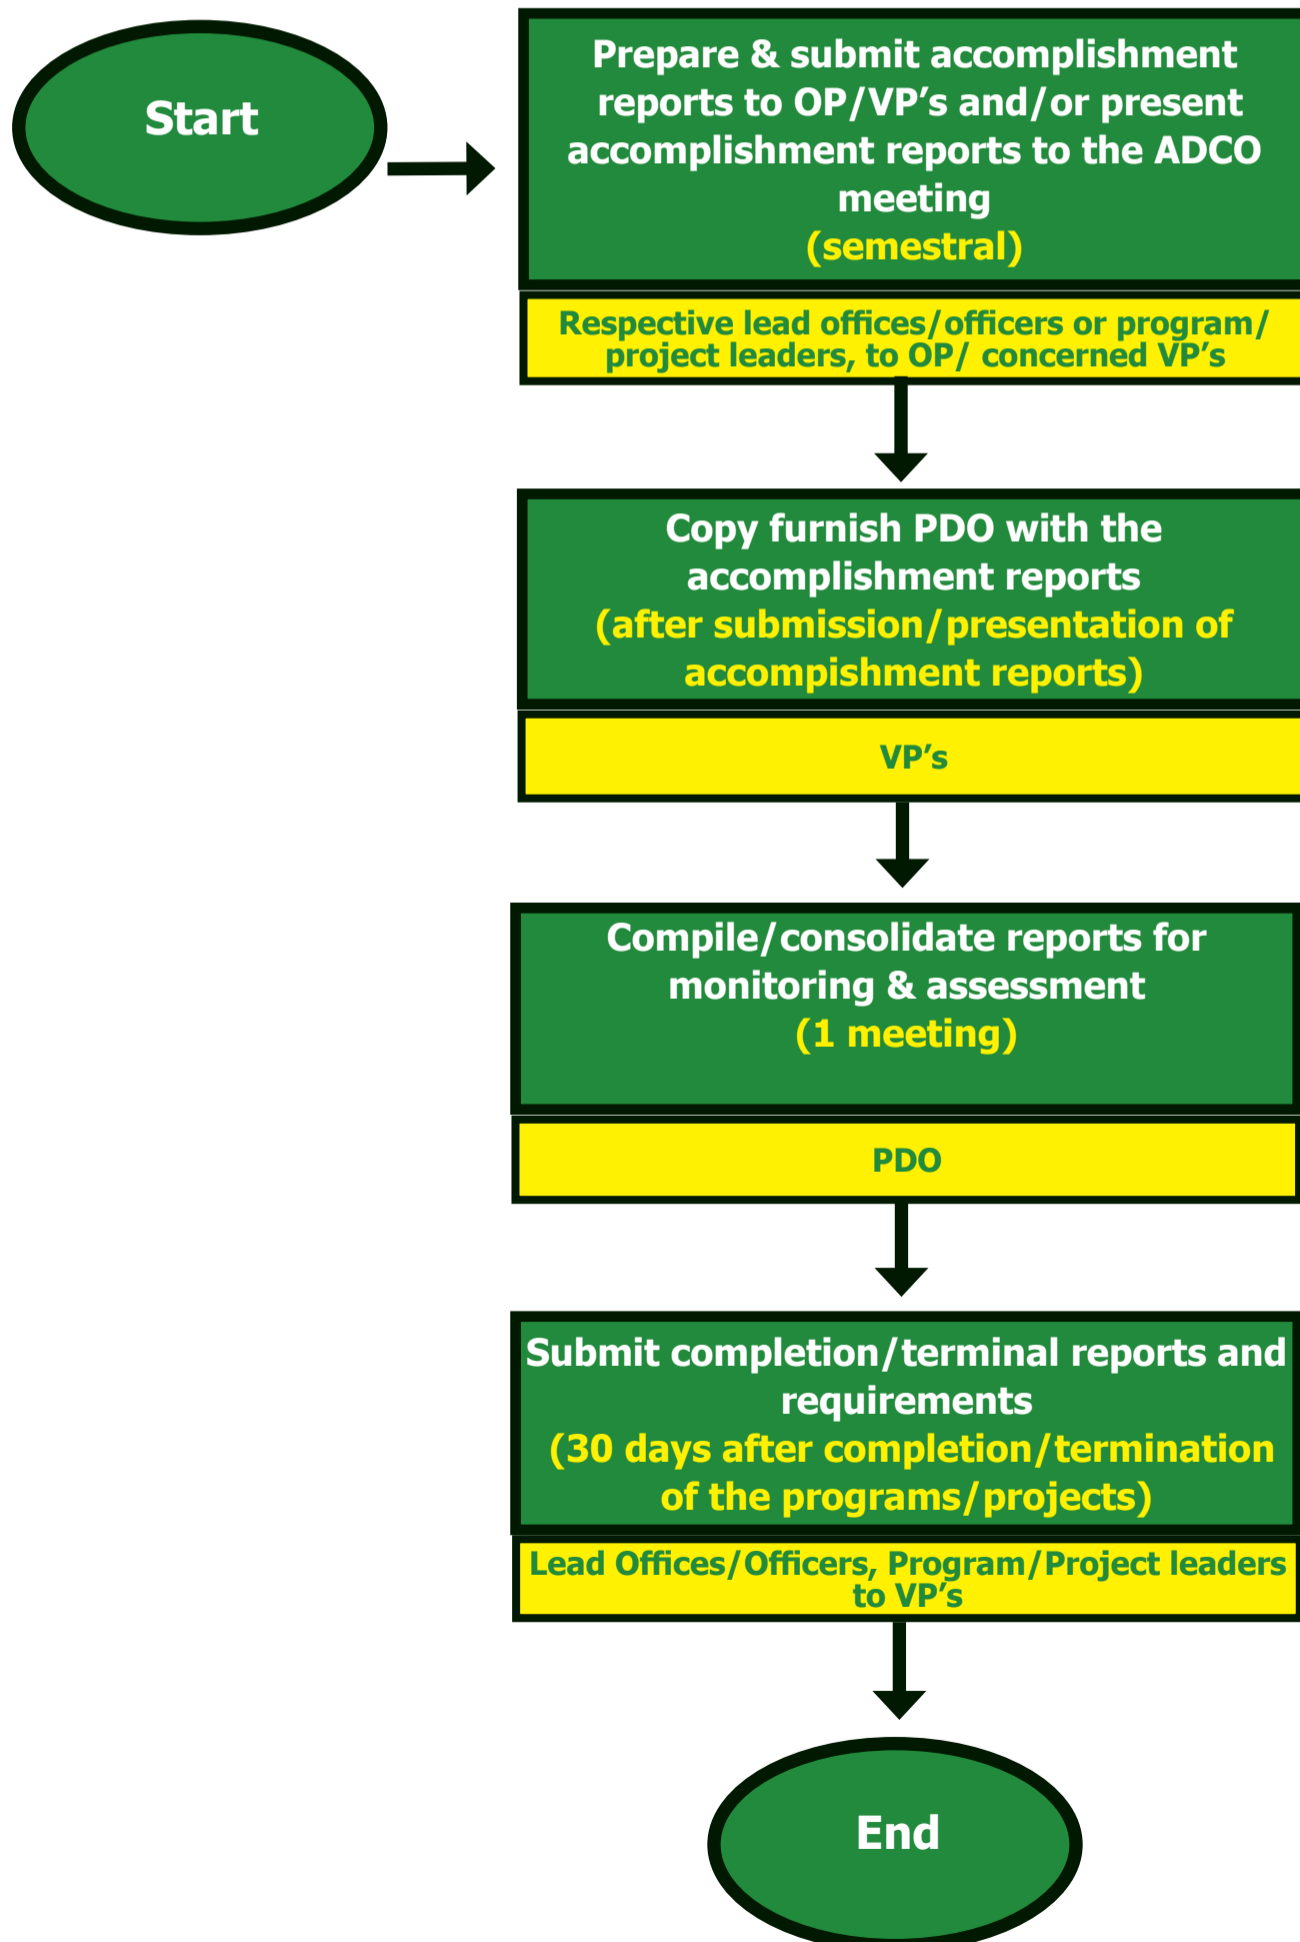 Start
Prepare & submit accomplishment
reports to OP/VP’s and/or present
accomplishment reports to the ADCO
meeting
(semestral)
Respective lead offices/officers or program/
project leaders, to OP/ concerned VP’s
Copy furnish PDO with the
accomplishment reports
(after submission/presentation of
accompishment reports)
VP’s
Compile/consolidate reports for
monitoring & assessment
(1 meeting)
PDO
Submit completion/terminal reports and
requirements
(30 days after completion/termination
of the programs/projects)
Lead Offices/Officers, Program/Project leaders
to VP’s
End